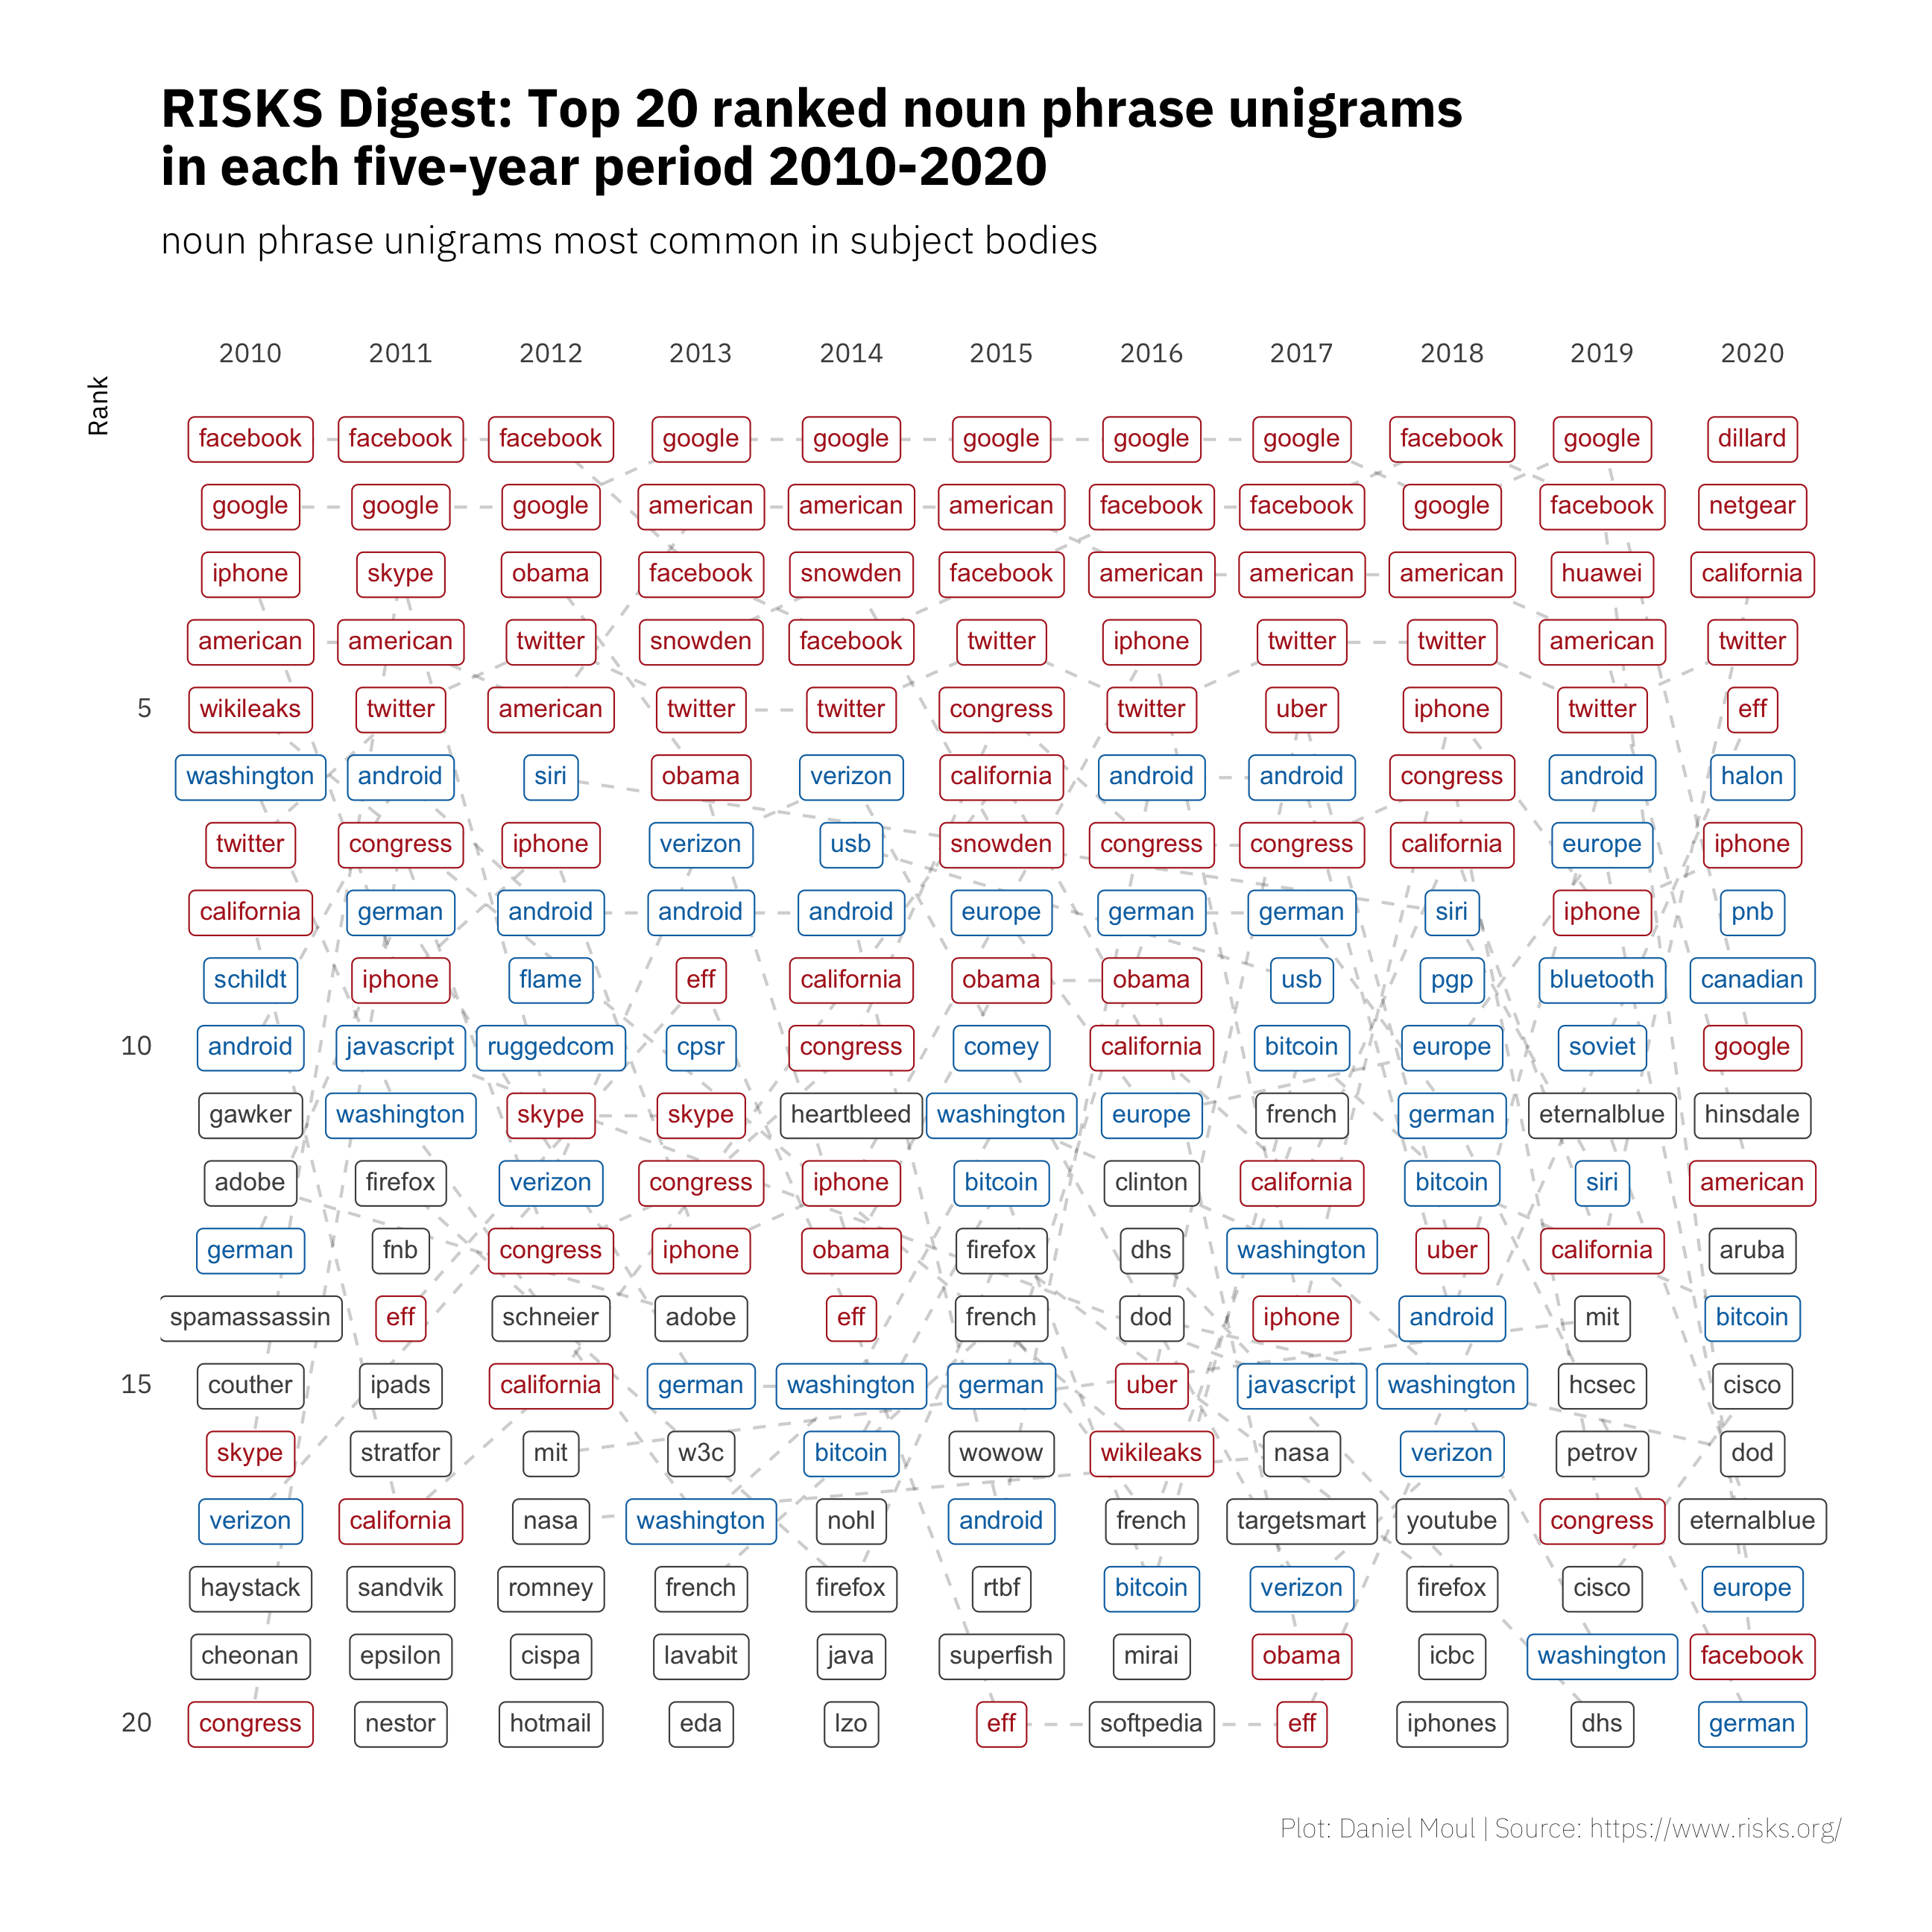 RISKS Digest: Top 20 ranked noun phrase unigrams
in each five-year period 2010-2020
noun phrase unigrams most common in subject bodies
2010 2011 2012 2013 2014 2015 2016 2017 2018 2019 2020
Rank
facebook facebook facebook google google google google google facebook google dillard
google google google american american american facebook facebook google facebook netgear
iphone skype obama facebook snowden facebook american american american huawei california
american american twitter snowden facebook twitter iphone twitter twitter american twitter
5 wikileaks twitter american twitter twitter congress twitter uber iphone twitter eff
washington android siri obama verizon california android android congress android halon
twitter congress iphone verizon usb snowden congress congress california europe iphone
california german android android android europe german german siri iphone pnb
schildt iphone flame eff california obama obama usb pgp bluetooth canadian
10 android javascript ruggedcom cpsr congress comey california bitcoin europe soviet google
gawker washington skype skype heartbleed washington europe french german eternalblue hinsdale
adobe firefox verizon congress iphone bitcoin clinton california bitcoin siri american
german fnb congress iphone obama firefox dhs washington uber california aruba
spamassassin eff schneier adobe eff french dod iphone android mit bitcoin
15 couther ipads california german washington german uber javascript washington hcsec cisco
skype stratfor mit w3c bitcoin wowow wikileaks nasa verizon petrov dod
verizon california nasa washington nohl android french targetsmart youtube congress eternalblue
haystack sandvik romney french firefox rtbf bitcoin verizon firefox cisco europe
cheonan epsilon cispa lavabit java superfish mirai obama icbc washington facebook
20 congress nestor hotmail eda lzo eff softpedia eff iphones dhs german
Plot: Daniel Moul | Source: https://www.risks.org/